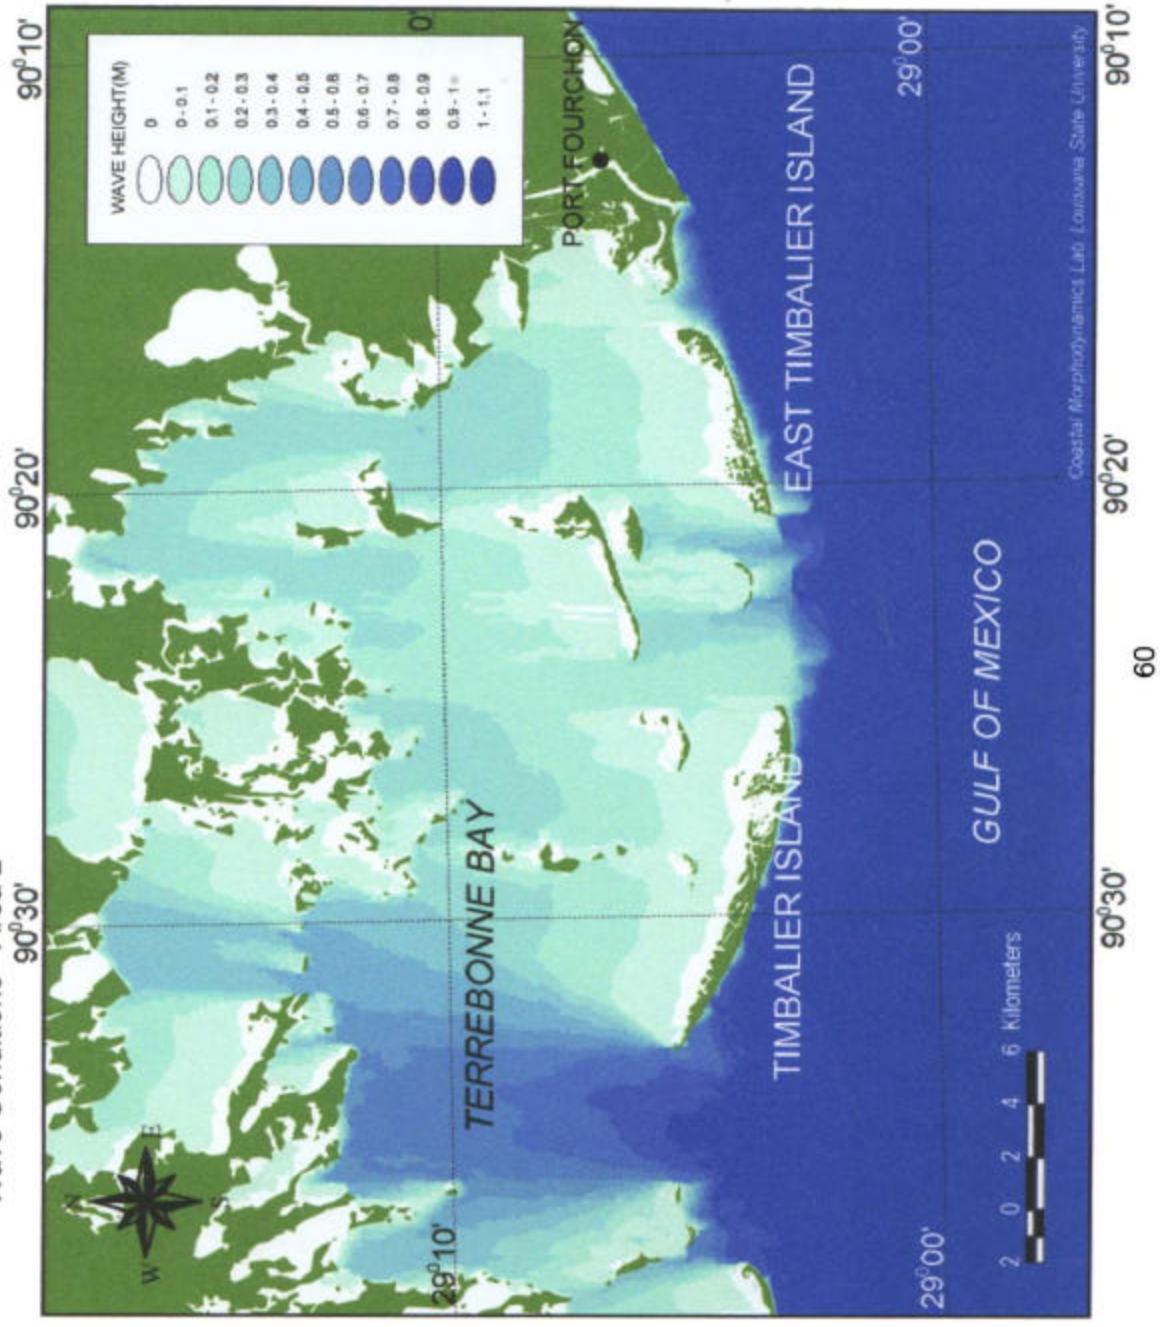 90°10'
90°20'
90°30'
WAVE HEIGHT(M)
0
0 - 0.1
0.1 - 0.2
0.2 - 0.3
0.3 - 0.4
0.4 - 0.5
0.5 - 0.6
0.6 - 0.7
0.7 - 0.8
0.8 - 0.9
0.9 - 1
1 - 1.1
N
W
E
S
0'
29°10'
PORT FOURCHON
TERREBONNE BAY
TIMBALIER ISLAND
EAST TIMBALIER ISLAND
29°00'
29°00'
GULF OF MEXICO
2 0 2 4 6 Kilometers
Coastal Morphodynamics Lab Louisiana State University
90°30'
90°20'
90°10'
60